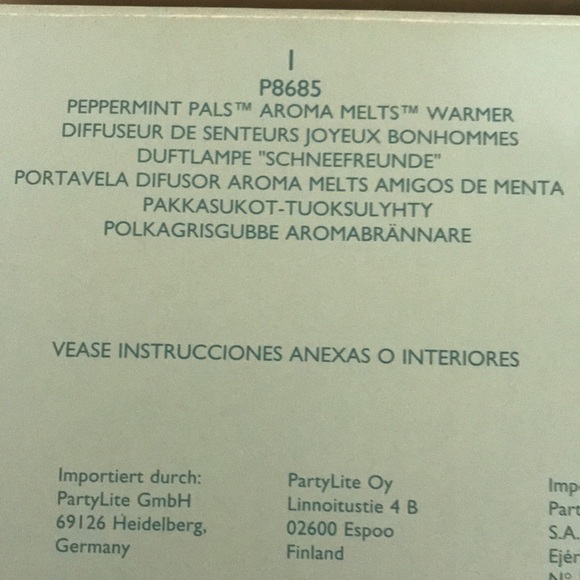 1
P8685
PEPPERMINT PALS™ AROMA MELTS™ WARMER
DIFFUSEUR DE SENTEURS JOYEUX BONHOMMES
DUFTLAMPE "SCHNEEFREUNDE"
PORTAVELA DIFUSOR AROMA MELTS AMIGOS DE MENTA
PAKKASUKOT-TUOKSULYHTY
POLKAGRISGUBBE AROMABRÄNNARE
VEASE INSTRUCCIONES ANEXAS O INTERIORES
Importiert durch:
PartyLite GmbH
69126 Heidelberg,
Germany
PartyLite Oy
Linnoitustie 4 B
02600 Espoo
Finland
S.A.